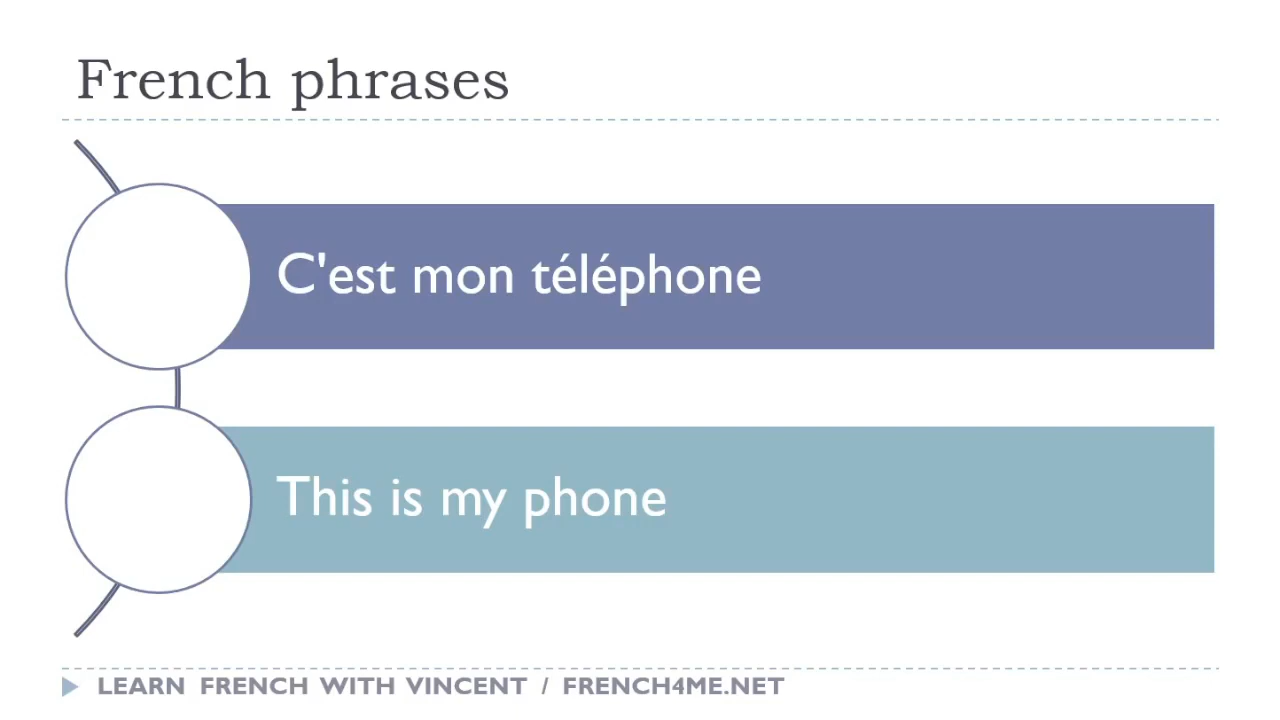 French phrases
C'est mon téléphone
This is my phone
LEARN FRENCH WITH VINCENT / FRENCH4ME.NET